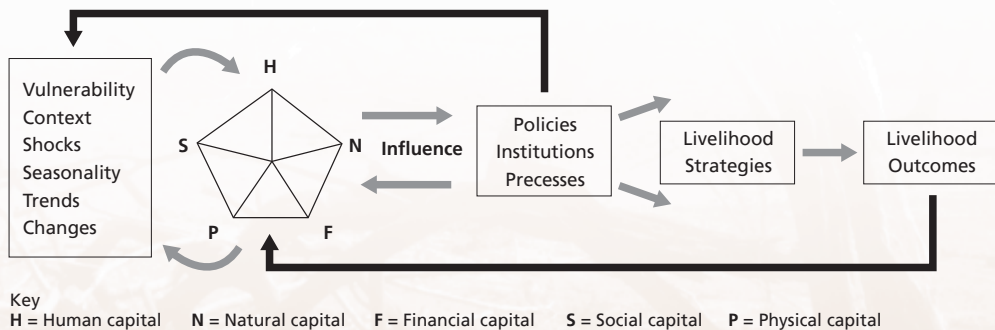 Vulnerability
Context
Shocks
Seasonality
Trends
Changes
H
S
N
P
F
Influence
Policies
Institutions
Precesses
Livelihood
Strategies
Livelihood
Outcomes
Key
H = Human capital N = Natural capital F = Financial capital S = Social capital P = Physical capital